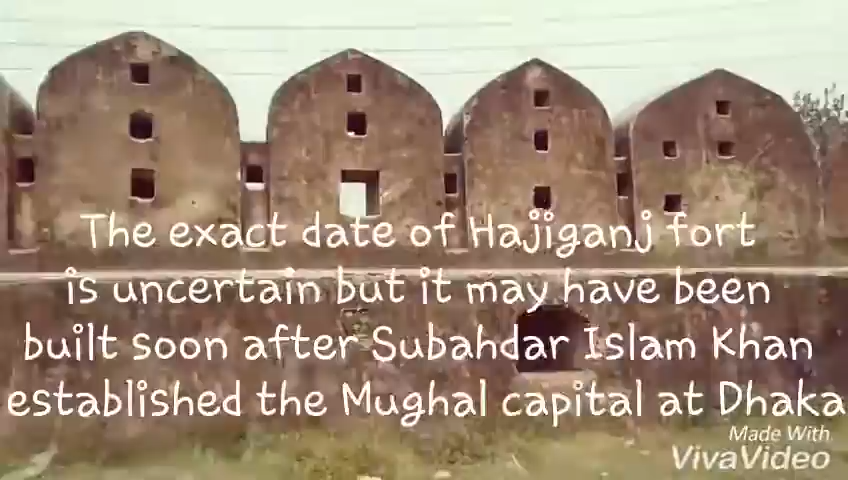 The exact date of Hajiganj fort
is uncertain but it may have been
built soon after Subahdar Islam Khan
established the Mughal capital at Dhaka
Made With
VivaVideo